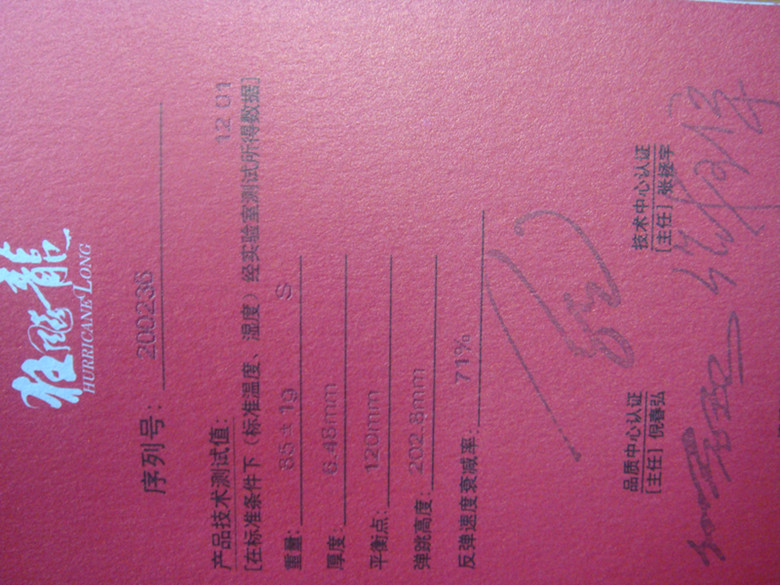 狂飚龍
HURRICANE LONG
序列号: 200236
产品技术测试值: 12 01
[在标准条件下(标准温度、湿度)经实验室测试所得数据]
重量: 85±1g S
厚度: 6.48mm
平衡点: 120mm
弹跳高度: 202.8mm
反弹速度衰减率: 71%
品质中心认证
[主任] 倪春弘
技术中心认证
[主任] 张括宇